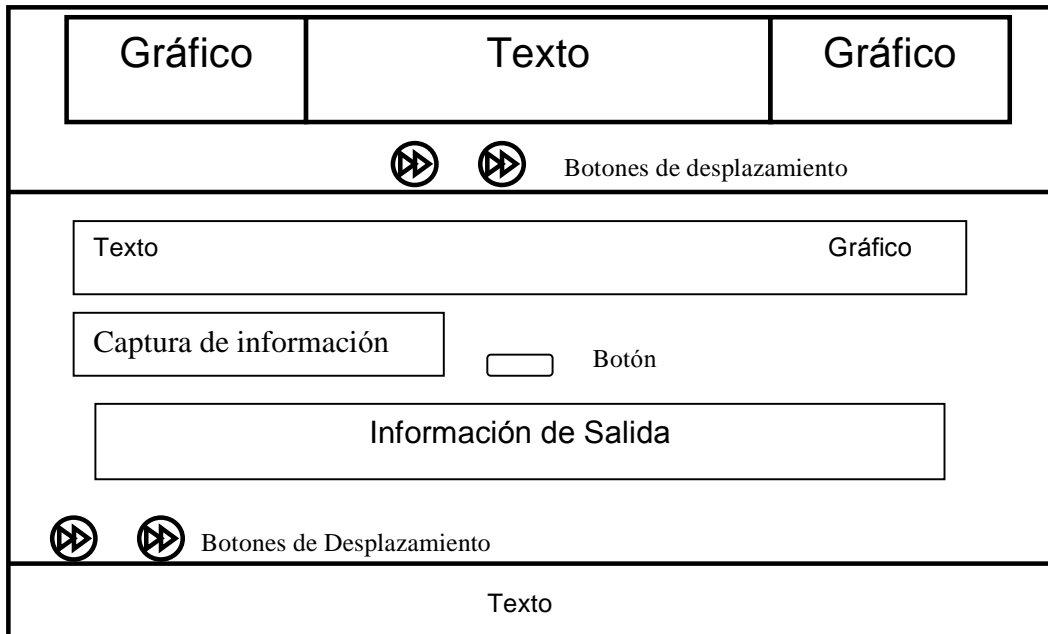 Gráfico Texto Gráfico
Botones de desplazamiento
Texto Gráfico
Captura de información
Botón
Información de Salida
Botones de Desplazamiento
Texto